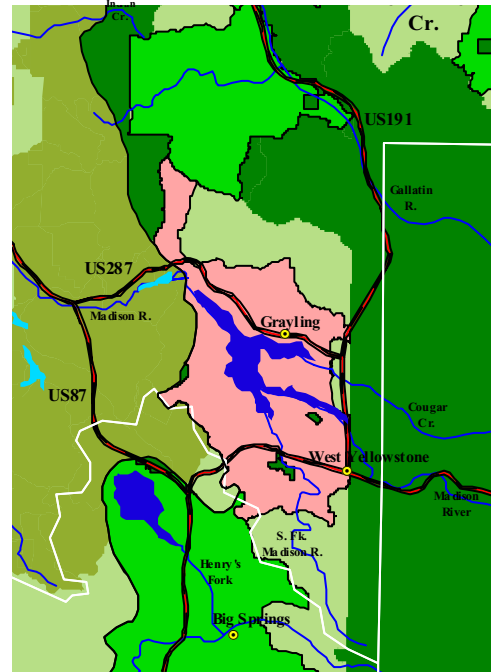 Cr.
Cr.
US191
Gallatin
R.
US287
Madison R.
Grayling
US87
Cougar
Cr.
West Yellowstone
Madison
River
S. Fk.
Madison R.
Henry's
Fork
Big Springs